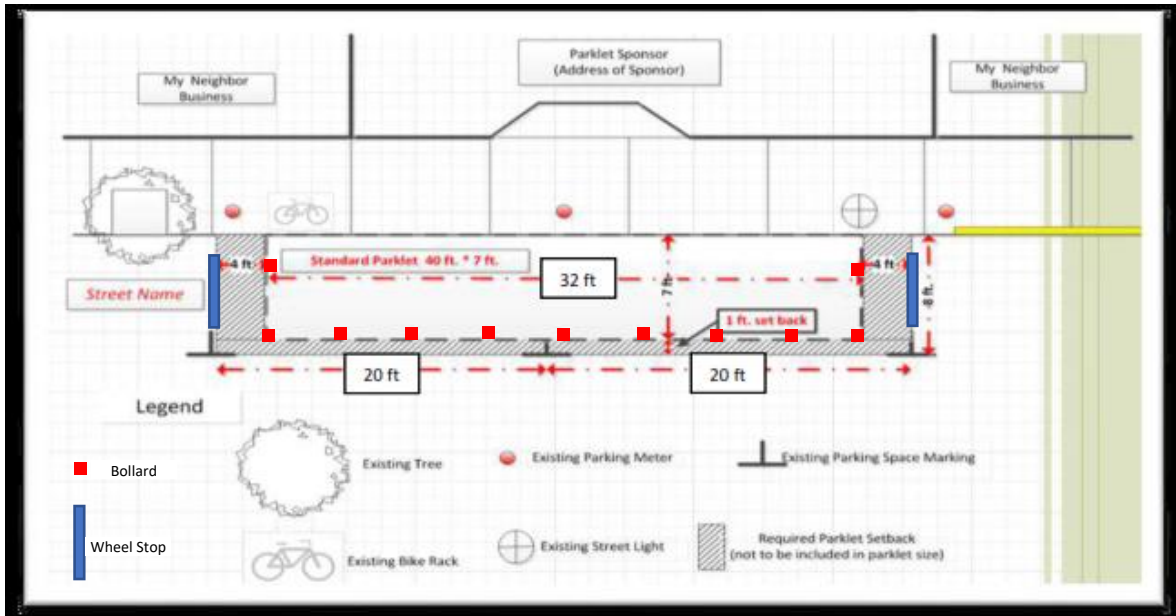 Parklet Sponsor
(Address of Sponsor)
My Neighbor
Business
My Neighbor
Business
4 ft
Standard Parklet 40 ft. * 7 ft.
4 ft
Street Name
32 ft
7 ft
8 ft.
1 ft. set back
20 ft
20 ft
Legend
Bollard
Existing Tree
Existing Parking Meter
Existing Parking Space Marking
Wheel Stop
Existing Bike Rack
Existing Street Light
Required Parklet Setback
(not to be included in parklet size)